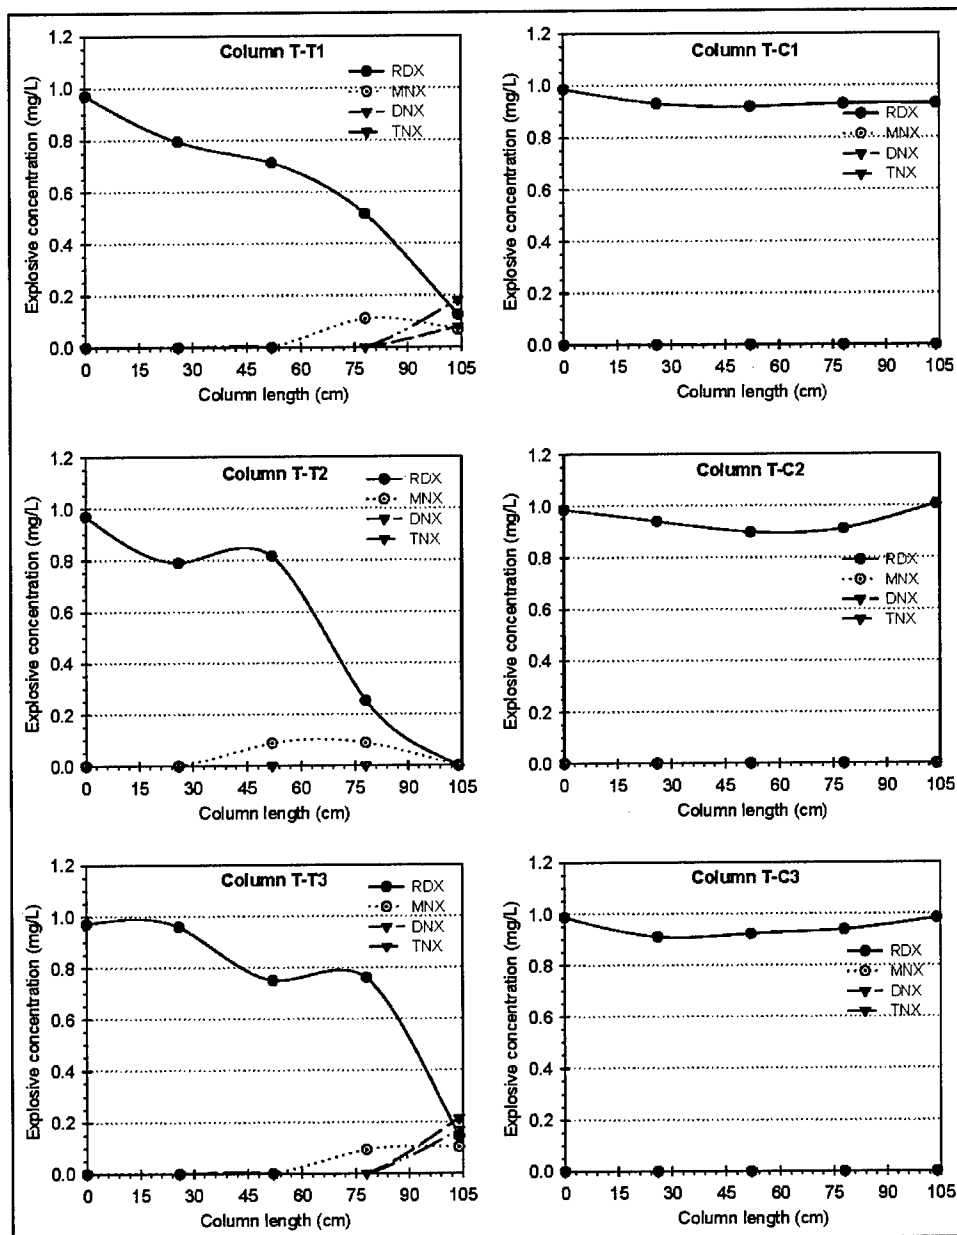 Column T-T1
RDX
MNX
DNX
TNX
Explosive concentration (mg/L)
1.2
1.0
0.8
0.6
0.4
0.2
0.0
0 15 30 45 60 75 90 105
Column length (cm)
Column T-C1
RDX
MNX
DNX
TNX
Explosive concentration (mg/L)
1.2
1.0
0.8
0.6
0.4
0.2
0.0
0 15 30 45 60 75 90 105
Column length (cm)
Column T-T2
RDX
MNX
DNX
TNX
Explosive concentration (mg/L)
1.2
1.0
0.8
0.6
0.4
0.2
0.0
0 15 30 45 60 75 90 105
Column length (cm)
Column T-C2
RDX
MNX
DNX
TNX
Explosive concentration (mg/L)
1.2
1.0
0.8
0.6
0.4
0.2
0.0
0 15 30 45 60 75 90 105
Column length (cm)
Column T-T3
RDX
MNX
DNX
TNX
Explosive concentration (mg/L)
1.2
1.0
0.8
0.6
0.4
0.2
0.0
0 15 30 45 60 75 90 105
Column length (cm)
Column T-C3
RDX
MNX
DNX
TNX
Explosive concentration (mg/L)
1.2
1.0
0.8
0.6
0.4
0.2
0.0
0 15 30 45 60 75 90 105
Column length (cm)